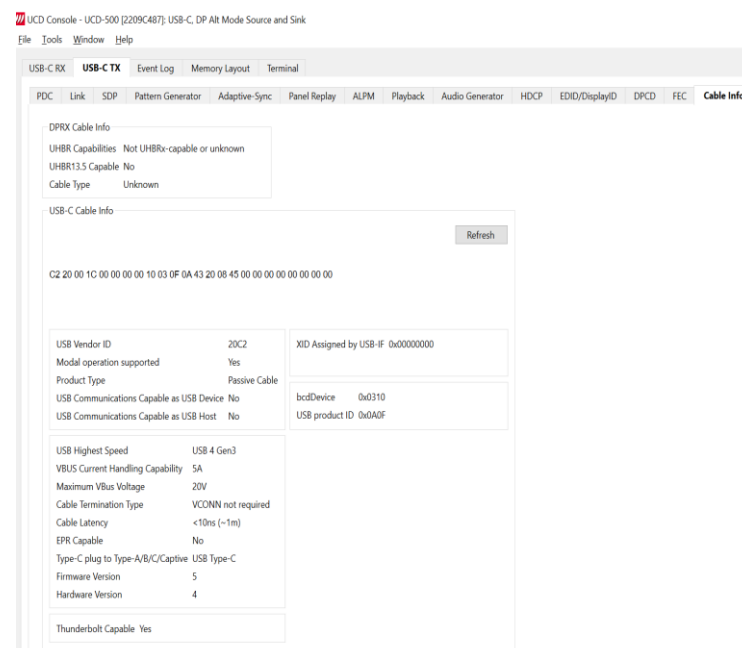 UCD Console - UCD-500 [2209C487]: USB-C, DP Alt Mode Source and Sink
File Tools Window Help
USB-C RX USB-C TX Event Log Memory Layout Terminal
PDC Link SDP Pattern Generator Adaptive-Sync Panel Replay ALPM Playback Audio Generator HDCP EDID/DisplayID DPCD FEC Cable Info
DPRX Cable Info
UHBR Capabilities Not UHBRx-capable or unknown
UHBR13.5 Capable No
Cable Type Unknown
USB-C Cable Info
Refresh
C2 20 00 1C 00 00 00 00 10 03 0F 0A 43 20 08 45 00 00 00 00 00 00 00 00
USB Vendor ID 20C2
Modal operation supported Yes
Product Type Passive Cable
USB Communications Capable as USB Device No
USB Communications Capable as USB Host No
XID Assigned by USB-IF 0x00000000
bcdDevice 0x0310
USB product ID 0x0A0F
USB Highest Speed USB 4 Gen3
VBUS Current Handling Capability 5A
Maximum VBus Voltage 20V
Cable Termination Type VCONN not required
Cable Latency <10ns (~1m)
EPR Capable No
Type-C plug to Type-A/B/C/Captive USB Type-C
Firmware Version 5
Hardware Version 4
Thunderbolt Capable Yes